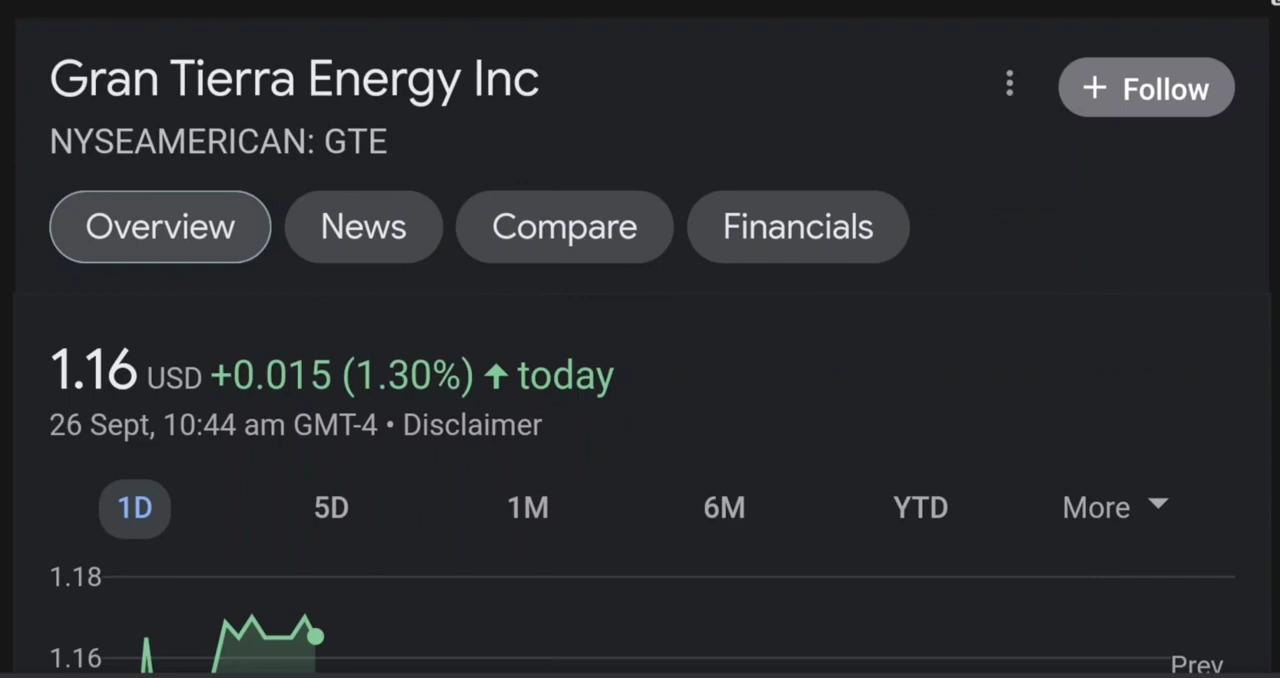 Gran Tierra Energy Inc
+ Follow
NYSEAMERICAN: GTE
Overview News Compare Financials
1.16 USD +0.015 (1.30%) ↑ today
26 Sept, 10:44 am GMT-4 • Disclaimer
1D 5D 1M 6M YTD More
1.18
1.16
Prev